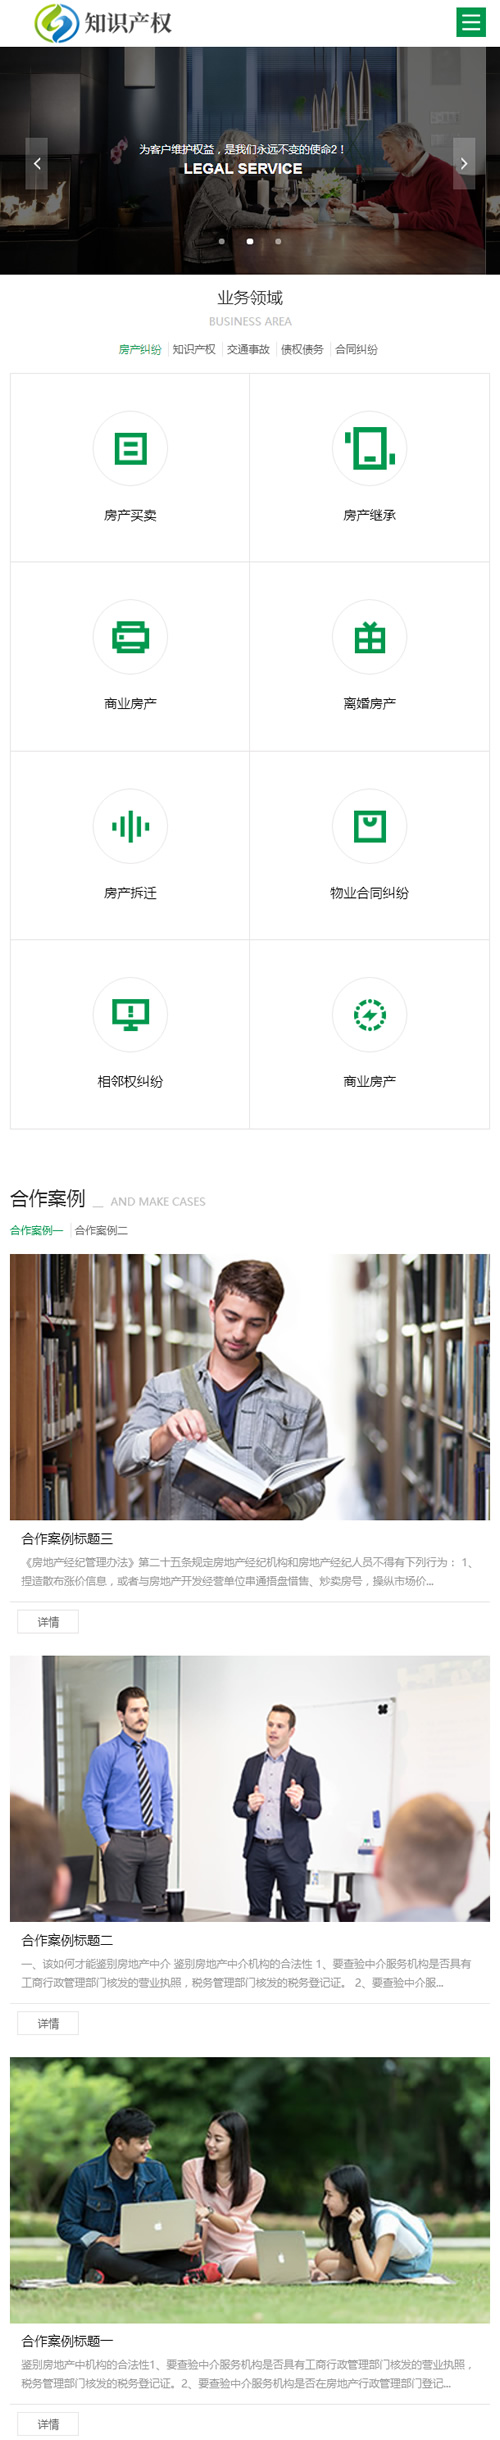 知识产权
为客户维护权益，是我们永远不变的使命2！
LEGAL SERVICE
业务领域
BUSINESS AREA
房产纠纷 知识产权 交通事故 债权债务 合同纠纷
房产买卖 房产继承
商业房产 离婚房产
房产拆迁 物业合同纠纷
相邻权纠纷 商业房产
合作案例 __ AND MAKE CASES
合作案例一 合作案例二
合作案例标题三
《房地产经纪管理办法》第二十五条规定房地产经纪机构和房地产经纪人员不得有下列行为： 1、
捏造散布涨价信息，或者与房地产开发经营单位串通捂盘惜售、炒卖房号，操纵市场价...
详情
合作案例标题二
一、该如何才能鉴别房地产中介 鉴别房地产中介机构的合法性 1、要查验中介服务机构是否具有
工商行政管理部门核发的营业执照，税务管理部门核发的税务登记证。 2、要查验中介服...
详情
合作案例标题一
鉴别房地产中机构的合法性1、要查验中介服务机构是否具有工商行政管理部门核发的营业执照，
税务管理部门核发的税务登记证。2、要查验中介服务机构是否在房地产行政管理部门登记...
详情